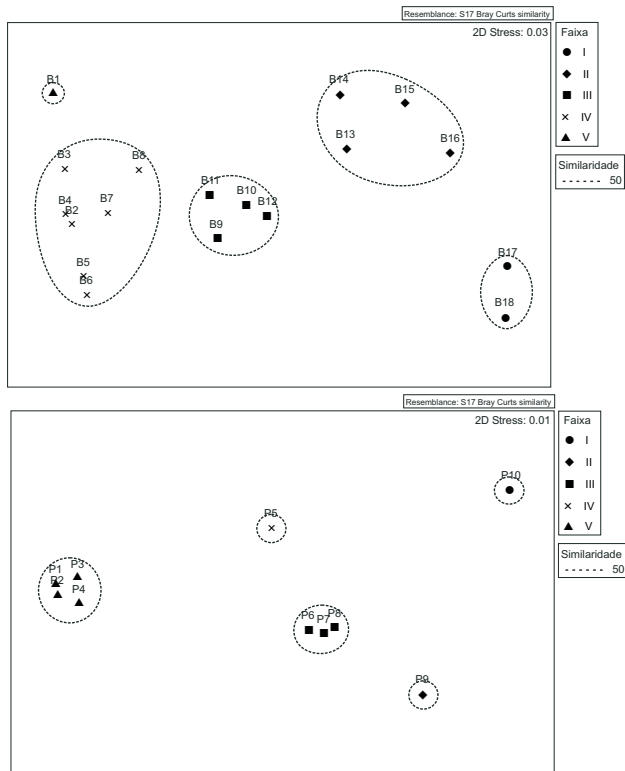 Resemblance: S17 Bray Curts similarity
2D Stress: 0.03
Faixa
I
II
III
IV
V
Similaridade
50
B1
B14
B15
B13
B16
B3
B8
B4
B2
B7
B5
B6
B11
B10
B12
B9
B17
B18
Resemblance: S17 Bray Curts similarity
2D Stress: 0.01
Faixa
I
II
III
IV
V
Similaridade
50
P10
P5
P1
P3
P2
P4
P6
P7
P8
P9